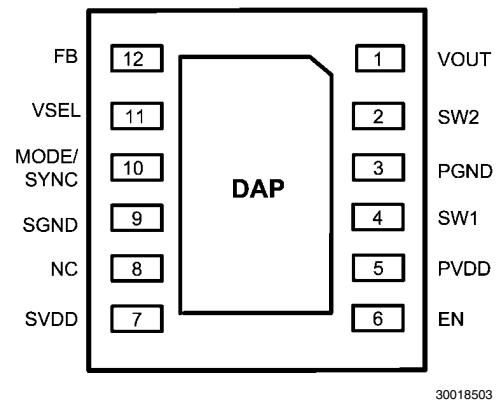 FB 12 1 VOUT
VSEL 11 2 SW2
MODE/
SYNC 10 3 PGND
DAP
SGND 9 4 SW1
NC 8 5 PVDD
SVDD 7 6 EN
30018503